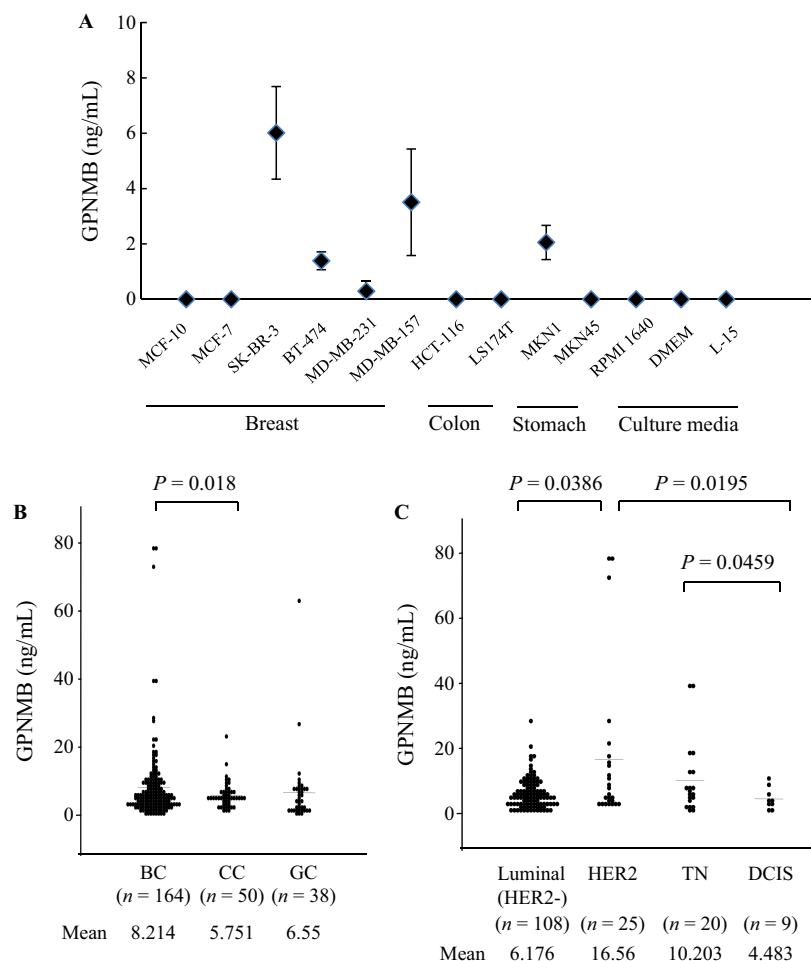 A
10
8
6
4
2
0
GPNMB (ng/mL)
MCF-10
MCF-7
SK-BR-3
BT-474
MD-MB-231
MD-MB-157
HCT-116
LS174T
MKN1
MKN45
RPMI 1640
DMEM
L-15
Breast
Colon
Stomach
Culture media
B
P = 0.018
80
60
40
20
0
GPNMB (ng/mL)
BC CC GC
(n = 164) (n = 50) (n = 38)
Mean 8.214 5.751 6.55
C
P = 0.0386
P = 0.0195
P = 0.0459
80
60
40
20
0
GPNMB (ng/mL)
Luminal HER2 TN DCIS
(HER2-)
(n = 108) (n = 25) (n = 20) (n = 9)
Mean 6.176 16.56 10.203 4.483